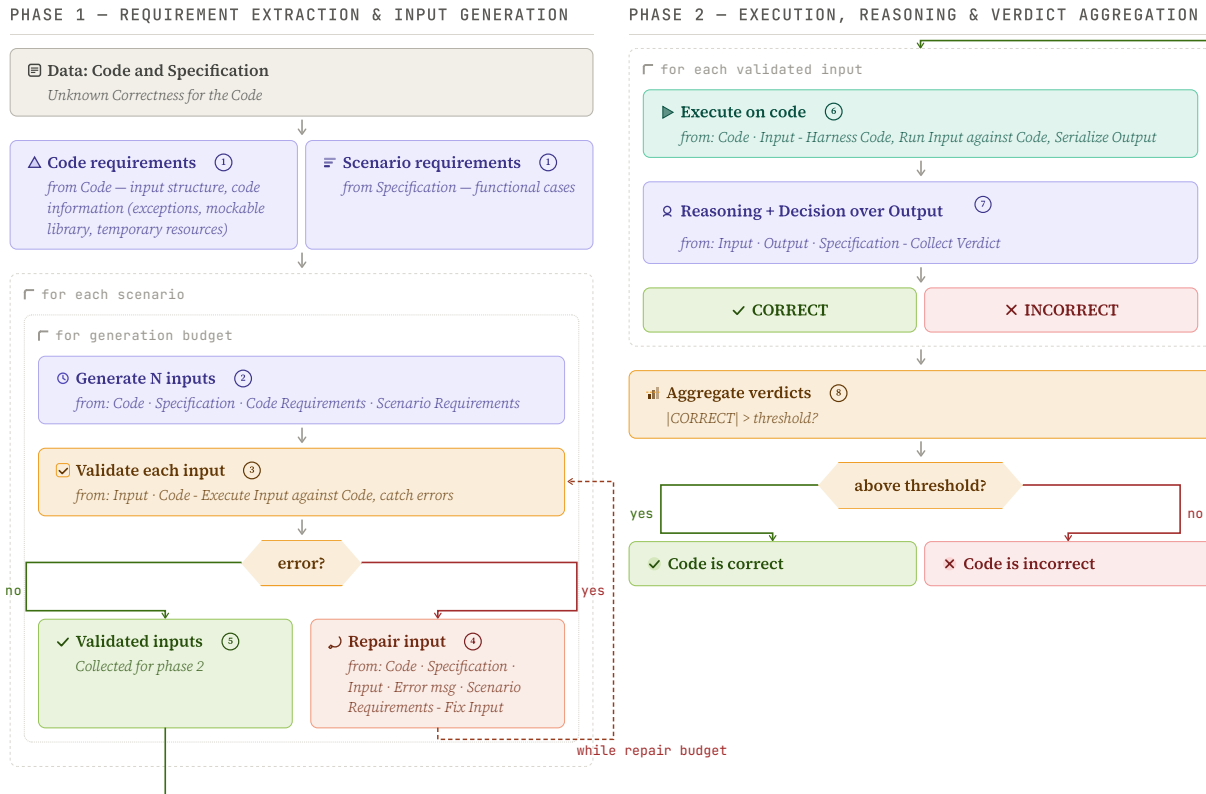 PHASE 1 — REQUIREMENT EXTRACTION & INPUT GENERATION
Data: Code and Specification
Unknown Correctness for the Code
Code requirements 1
from Code — input structure, code
information (exceptions, mockable
library, temporary resources)
Scenario requirements 1
from Specification — functional cases
for each scenario
for generation budget
Generate N inputs 2
from: Code · Specification · Code Requirements · Scenario Requirements
Validate each input 3
from: Input · Code - Execute Input against Code, catch errors
error?
no
yes
Validated inputs 5
Collected for phase 2
Repair input 4
from: Code · Specification ·
Input · Error msg · Scenario
Requirements - Fix Input
while repair budget
PHASE 2 — EXECUTION, REASONING & VERDICT AGGREGATION
for each validated input
Execute on code 6
from: Code · Input - Harness Code, Run Input against Code, Serialize Output
Reasoning + Decision over Output 7
from: Input · Output · Specification - Collect Verdict
CORRECT
INCORRECT
Aggregate verdicts 8
|CORRECT| > threshold?
above threshold?
yes
no
Code is correct
Code is incorrect